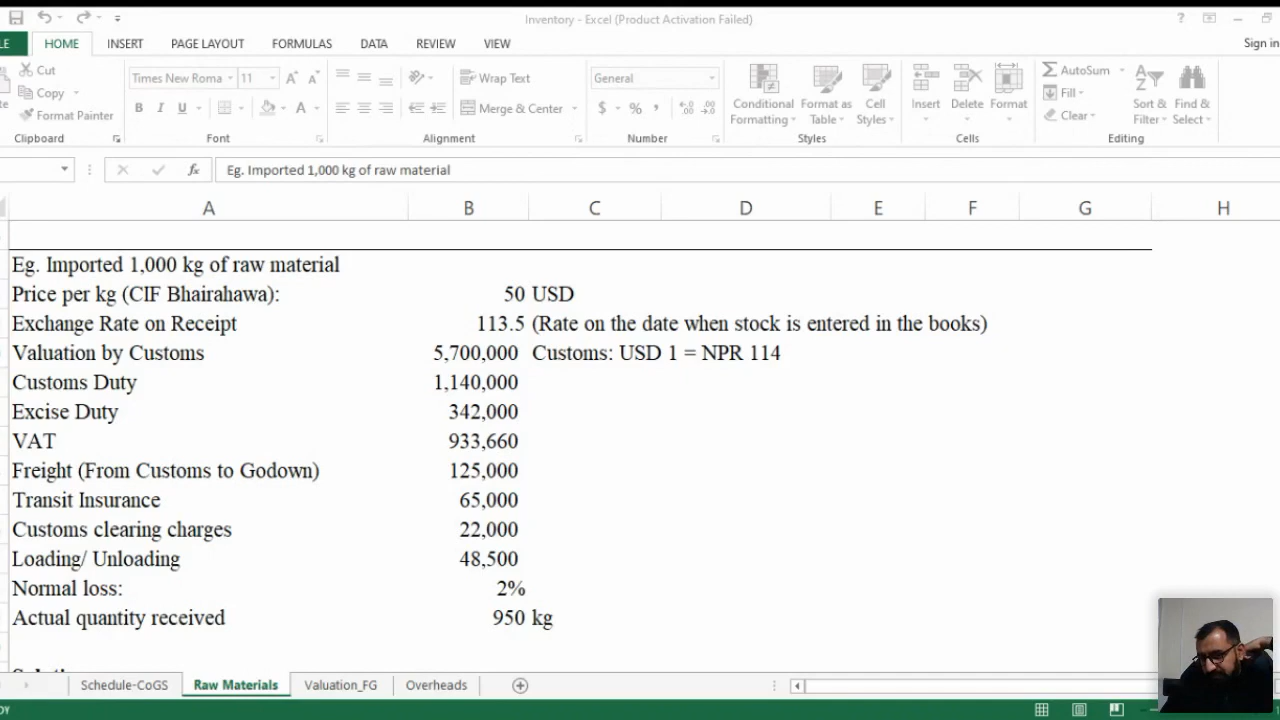 Inventory - Excel (Product Activation Failed)
HOME INSERT PAGE LAYOUT FORMULAS DATA REVIEW VIEW Sign in
Cut
Copy
Format Painter
Clipboard
Times New Roma 11
B I U
Font
Wrap Text
Merge & Center
Alignment
General
$ % ,
Number
Conditional Formatting
Format as Table
Cell Styles
Styles
Insert Delete Format
Cells
AutoSum
Fill
Clear
Sort & Filter
Find & Select
Editing
fx Eg. Imported 1,000 kg of raw material
A B C D E F G H
Eg. Imported 1,000 kg of raw material
Price per kg (CIF Bhairahawa): 50 USD
Exchange Rate on Receipt 113.5 (Rate on the date when stock is entered in the books)
Valuation by Customs 5,700,000 Customs: USD 1 = NPR 114
Customs Duty 1,140,000
Excise Duty 342,000
VAT 933,660
Freight (From Customs to Godown) 125,000
Transit Insurance 65,000
Customs clearing charges 22,000
Loading/ Unloading 48,500
Normal loss: 2%
Actual quantity received 950 kg
Schedule-CoGS Raw Materials Valuation_FG Overheads